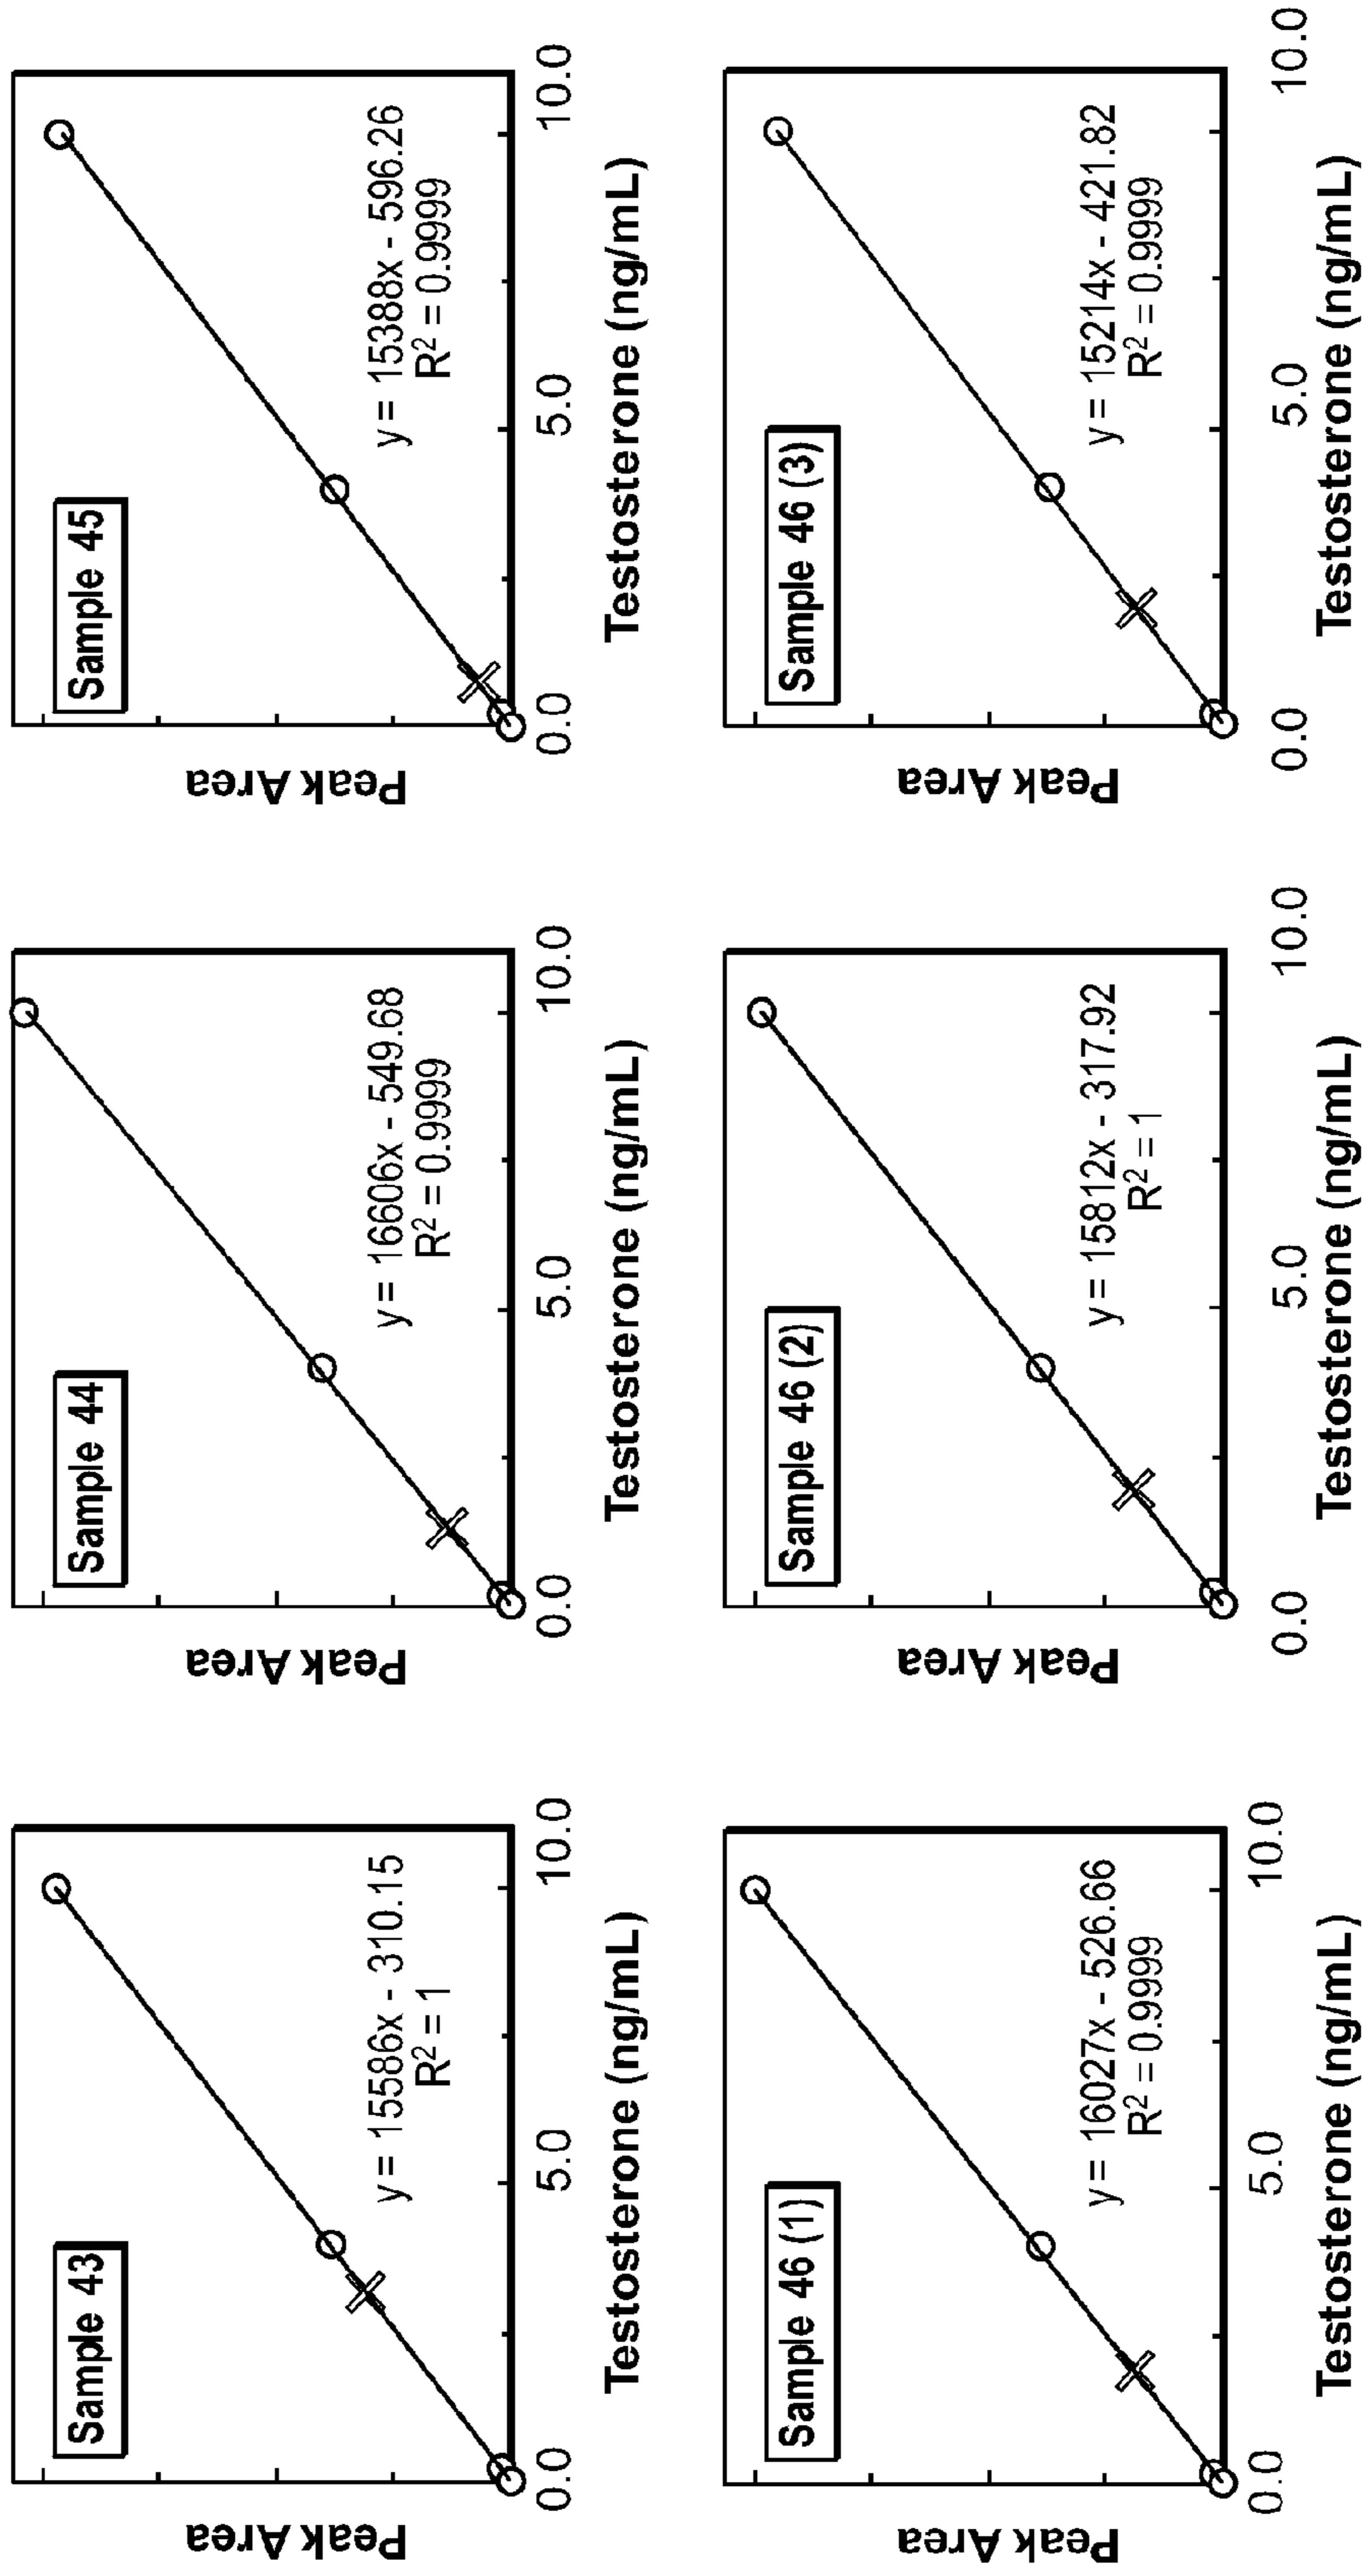 Sample 43
y = 15586x - 310.15
R² = 1
Peak Area
0.0
5.0
10.0
Testosterone (ng/mL)
Sample 44
y = 16606x - 549.68
R² = 0.9999
Peak Area
0.0
5.0
10.0
Testosterone (ng/mL)
Sample 45
y = 15388x - 596.26
R² = 0.9999
Peak Area
0.0
5.0
10.0
Testosterone (ng/mL)
Sample 46 (1)
y = 16027x - 526.66
R² = 0.9999
Peak Area
0.0
5.0
10.0
Testosterone (ng/mL)
Sample 46 (2)
y = 15812x - 317.92
R² = 1
Peak Area
0.0
5.0
10.0
Testosterone (ng/mL)
Sample 46 (3)
y = 15214x - 421.82
R² = 0.9999
Peak Area
0.0
5.0
10.0
Testosterone (ng/mL)